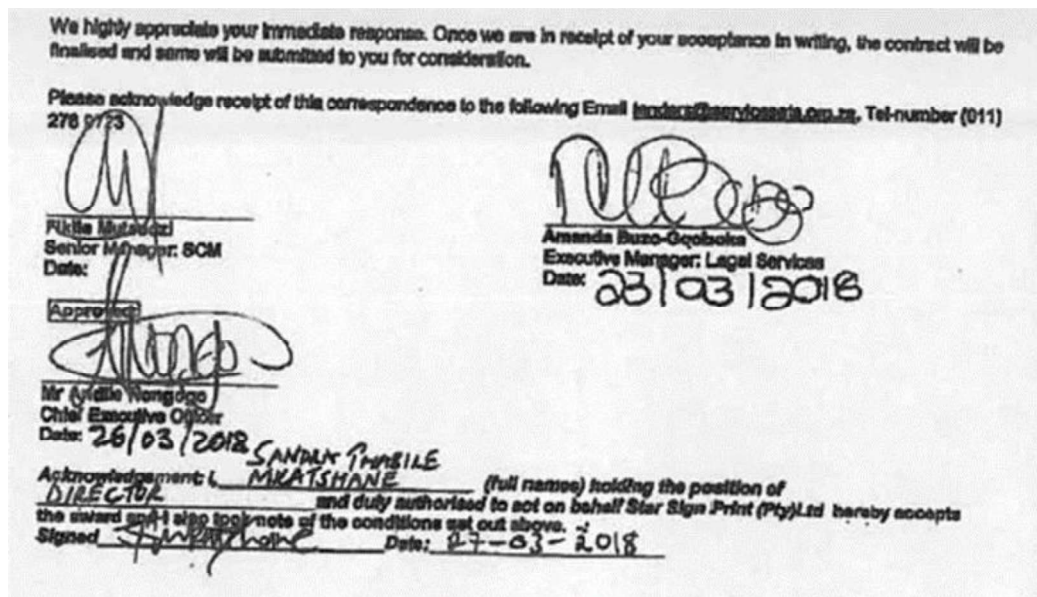 We highly appreciate your immediate response. Once we are in receipt of your acceptance in writing, the contract will be
finalised and same will be submitted to you for consideration.
Please acknowledge receipt of this correspondence to the following Email tenders@serviceseta.org.za, Tel-number (011)
276 9723
Senior Manager: SCM
Date:
Amanda Buzo-Gqoboka
Executive Manager: Legal Services
Date: 23/03/2018
Approved
Mr Nongogo
Chief Executive Officer
Date: 26/03/2018
SANDRA THABILE
Acknowledgement: I, MKATSHANE (full names) holding the position of
DIRECTOR and duly authorised to act on behalf Star Sign Print (Pty)Ltd hereby accepts
the award and I also took note of the conditions set out above.
Signed Date: 27-03-2018